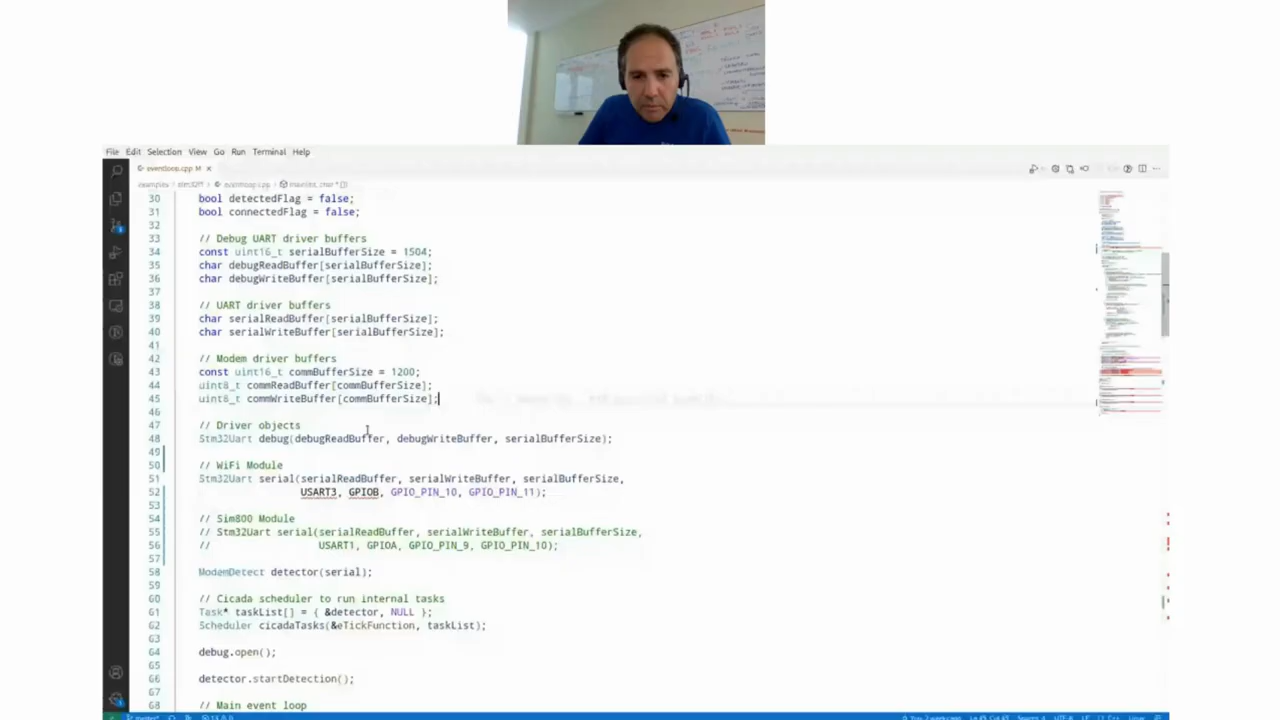 File Edit Selection View Go Run Terminal Help
eventloop.cpp M ×
examples > stm32f1 > eventloop.cpp >
30 bool detectedFlag = false;
31 bool connectedFlag = false;
32
33 // Debug UART driver buffers
34 const uint16_t serialBufferSize = 1504;
35 char debugReadBuffer[serialBufferSize];
36 char debugWriteBuffer[serialBufferSize];
37
38 // UART driver buffers
39 char serialReadBuffer[serialBufferSize];
40 char serialWriteBuffer[serialBufferSize];
41
42 // Modem driver buffers
43 const uint16_t commBufferSize = 1200;
44 uint8_t commReadBuffer[commBufferSize];
45 uint8_t commWriteBuffer[commBufferSize];
46
47 // Driver objects
48 Stm32Uart debug(debugReadBuffer, debugWriteBuffer, serialBufferSize);
49
50 // WiFi Module
51 Stm32Uart serial(serialReadBuffer, serialWriteBuffer, serialBufferSize,
52 USART3, GPIOB, GPIO_PIN_10, GPIO_PIN_11);
53
54 // Sim800 Module
55 // Stm32Uart serial(serialReadBuffer, serialWriteBuffer, serialBufferSize,
56 // USART1, GPIOA, GPIO_PIN_9, GPIO_PIN_10);
57
58 ModemDetect detector(serial);
59
60 // Cicada scheduler to run internal tasks
61 Task* taskList[] = { &detector, NULL };
62 Scheduler cicadaTasks(&eTickFunction, taskList);
63
64 debug.open();
65
66 detector.startDetection();
67
68 // Main event loop